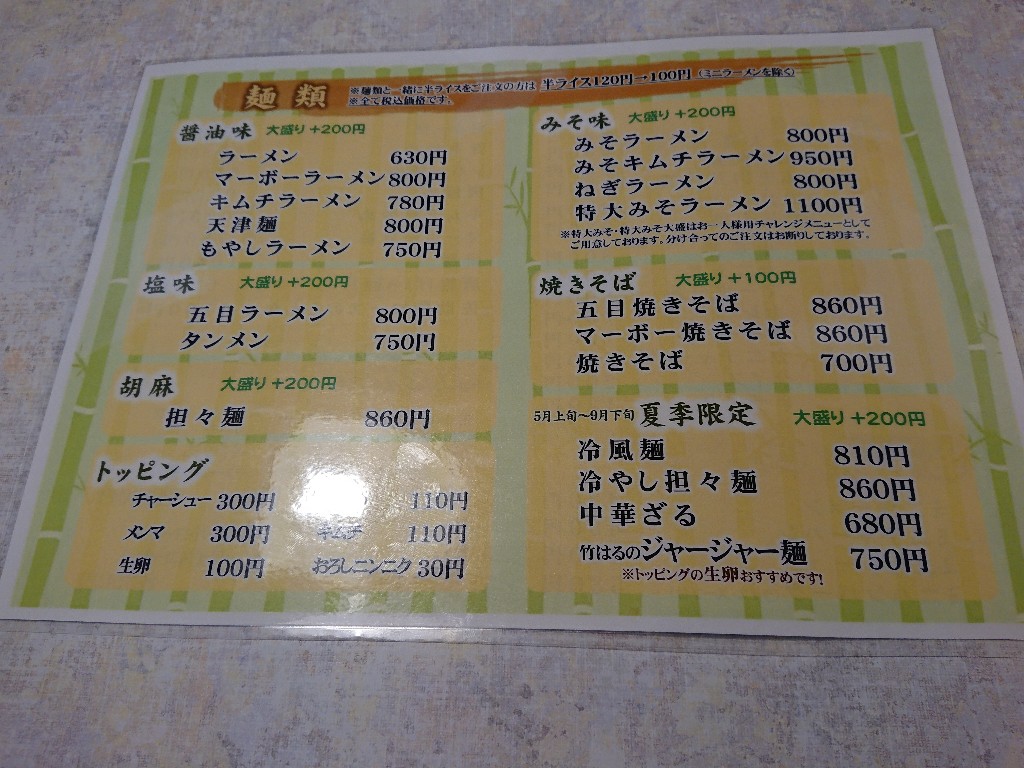 麺類
※麺類と一緒に半ライスをご注文の方は 半ライス120円→100円 (ミニラーメンを除く)
※全て税込価格です。
醤油味 大盛り+200円
ラーメン 630円
マーボーラーメン 800円
キムチラーメン 780円
天津麺 800円
もやしラーメン 750円
塩味 大盛り+200円
五目ラーメン 800円
タンメン 750円
胡麻 大盛り+200円
担々麺 860円
トッピング
チャーシュー 300円 110円
メンマ 300円 キムチ 110円
生卵 100円 おろしニンニク 30円
みそ味 大盛り+200円
みそラーメン 800円
みそキムチラーメン 950円
ねぎラーメン 800円
特大みそラーメン 1100円
※特大みそ・特大みそ大盛はお一人様用チャレンジメニューとして
ご用意しております。分け合ってのご注文はお断りしております。
焼きそば 大盛り+100円
五目焼きそば 860円
マーボー焼きそば 860円
焼きそば 700円
5月上旬~9月下旬 夏季限定 大盛り+200円
冷風麺 810円
冷やし担々麺 860円
中華ざる 680円
竹はるのジャージャー麺 750円
※トッピングの生卵おすすめです!